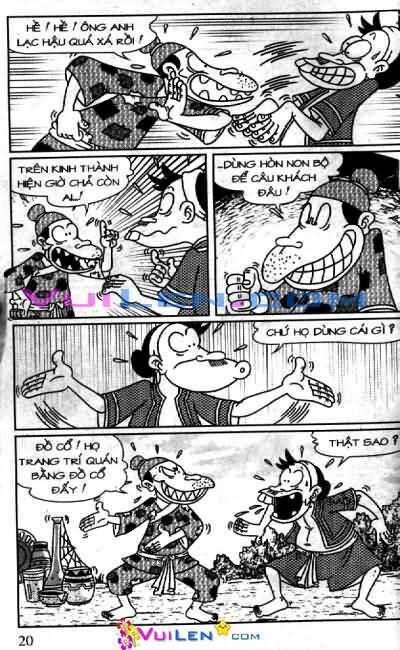 HỀ! HỀ! ÔNG ANH
LẠC HẬU QUÁ XÁ RỒI!
TRÊN KINH THÀNH
HIỆN GIỜ CHẢ CÒN
AI...
...DÙNG HÒN NON BỘ
ĐỂ CÂU KHÁCH
ĐÂU!
VUILEN.COM
CHỨ HỌ DÙNG CÁI GÌ?
ĐỒ CỔ! HỌ
TRANG TRÍ QUÁN
BẰNG ĐỒ CỔ
ĐẤY!
THẬT SAO?
20
VUILEN.COM